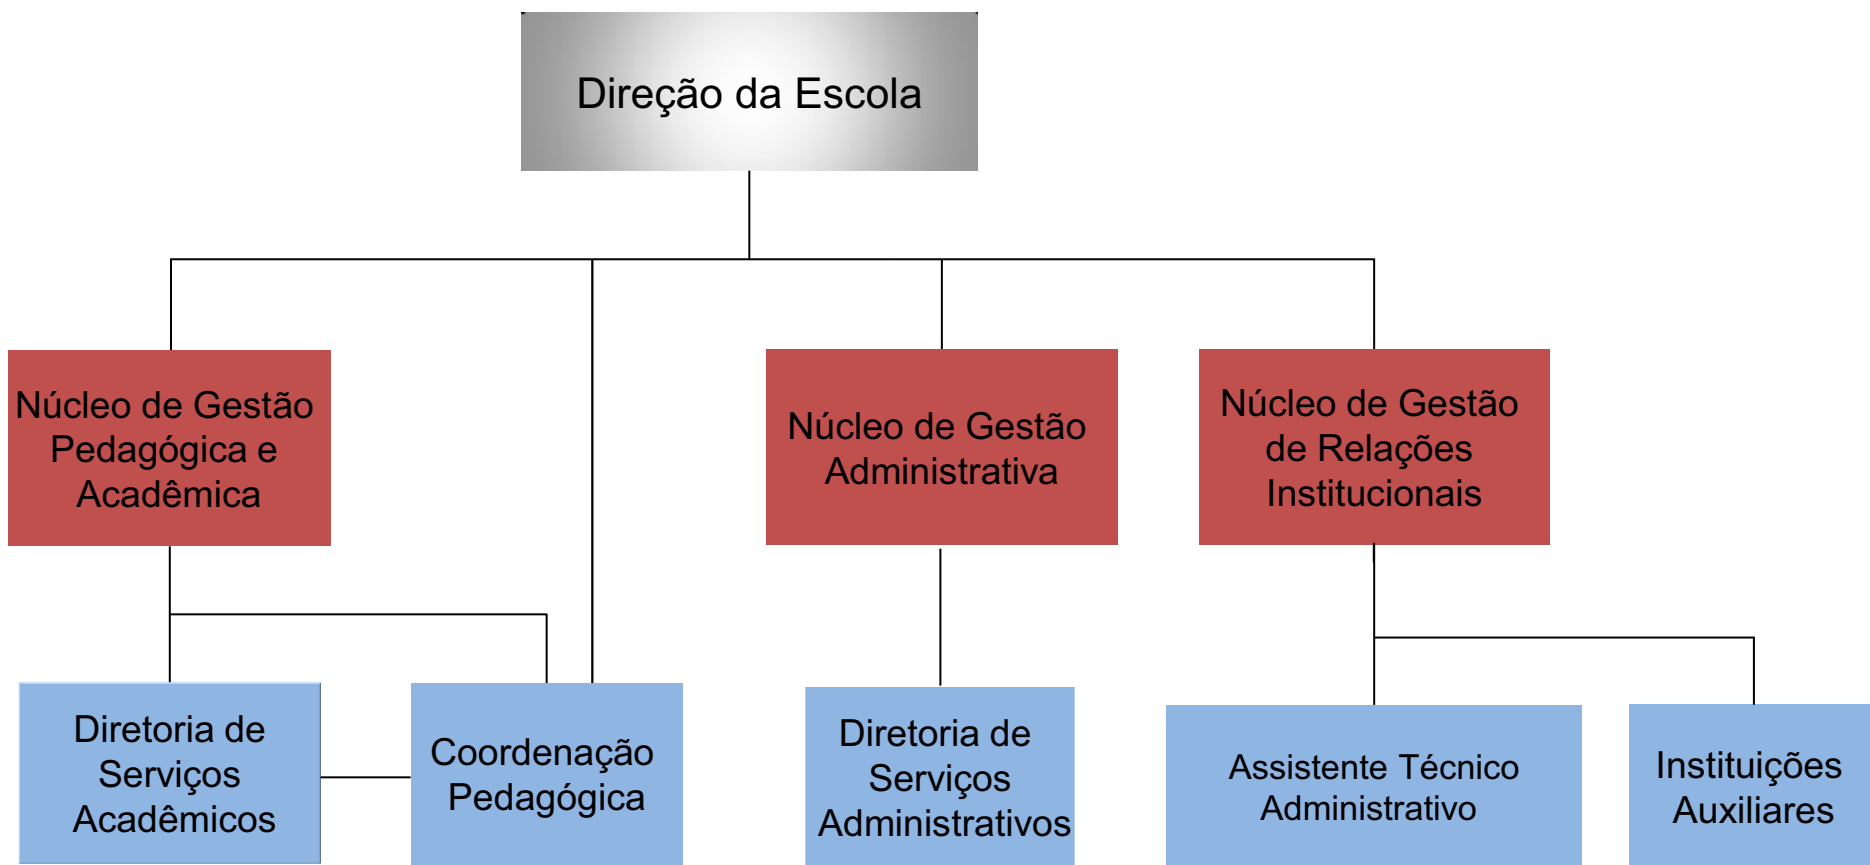 Direção da Escola
Núcleo de Gestão
Pedagógica e
Acadêmica
Núcleo de Gestão
Administrativa
Núcleo de Gestão
de Relações
Institucionais
Diretoria de
Serviços
Acadêmicos
Coordenação
Pedagógica
Diretoria de
Serviços
Administrativos
Assistente Técnico
Administrativo
Instituições
Auxiliares